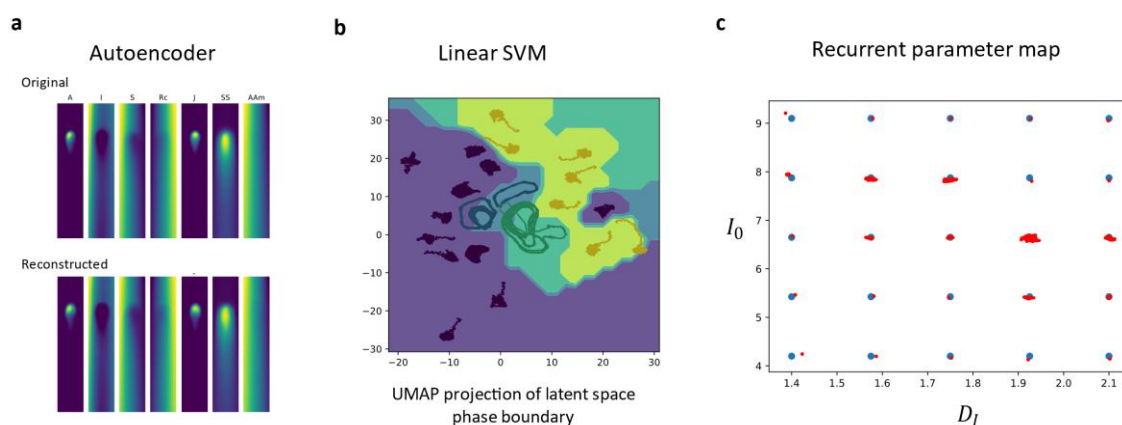 a
Autoencoder
Original
A I S Rc J SS AAm
Reconstructed
b
Linear SVM
30
20
10
0
−10
−20
−30
−20 −10 0 10 20 30
UMAP projection of latent space
phase boundary
c
Recurrent parameter map
9
8
7
6
5
4
I0
1.4 1.5 1.6 1.7 1.8 1.9 2.0 2.1
DI